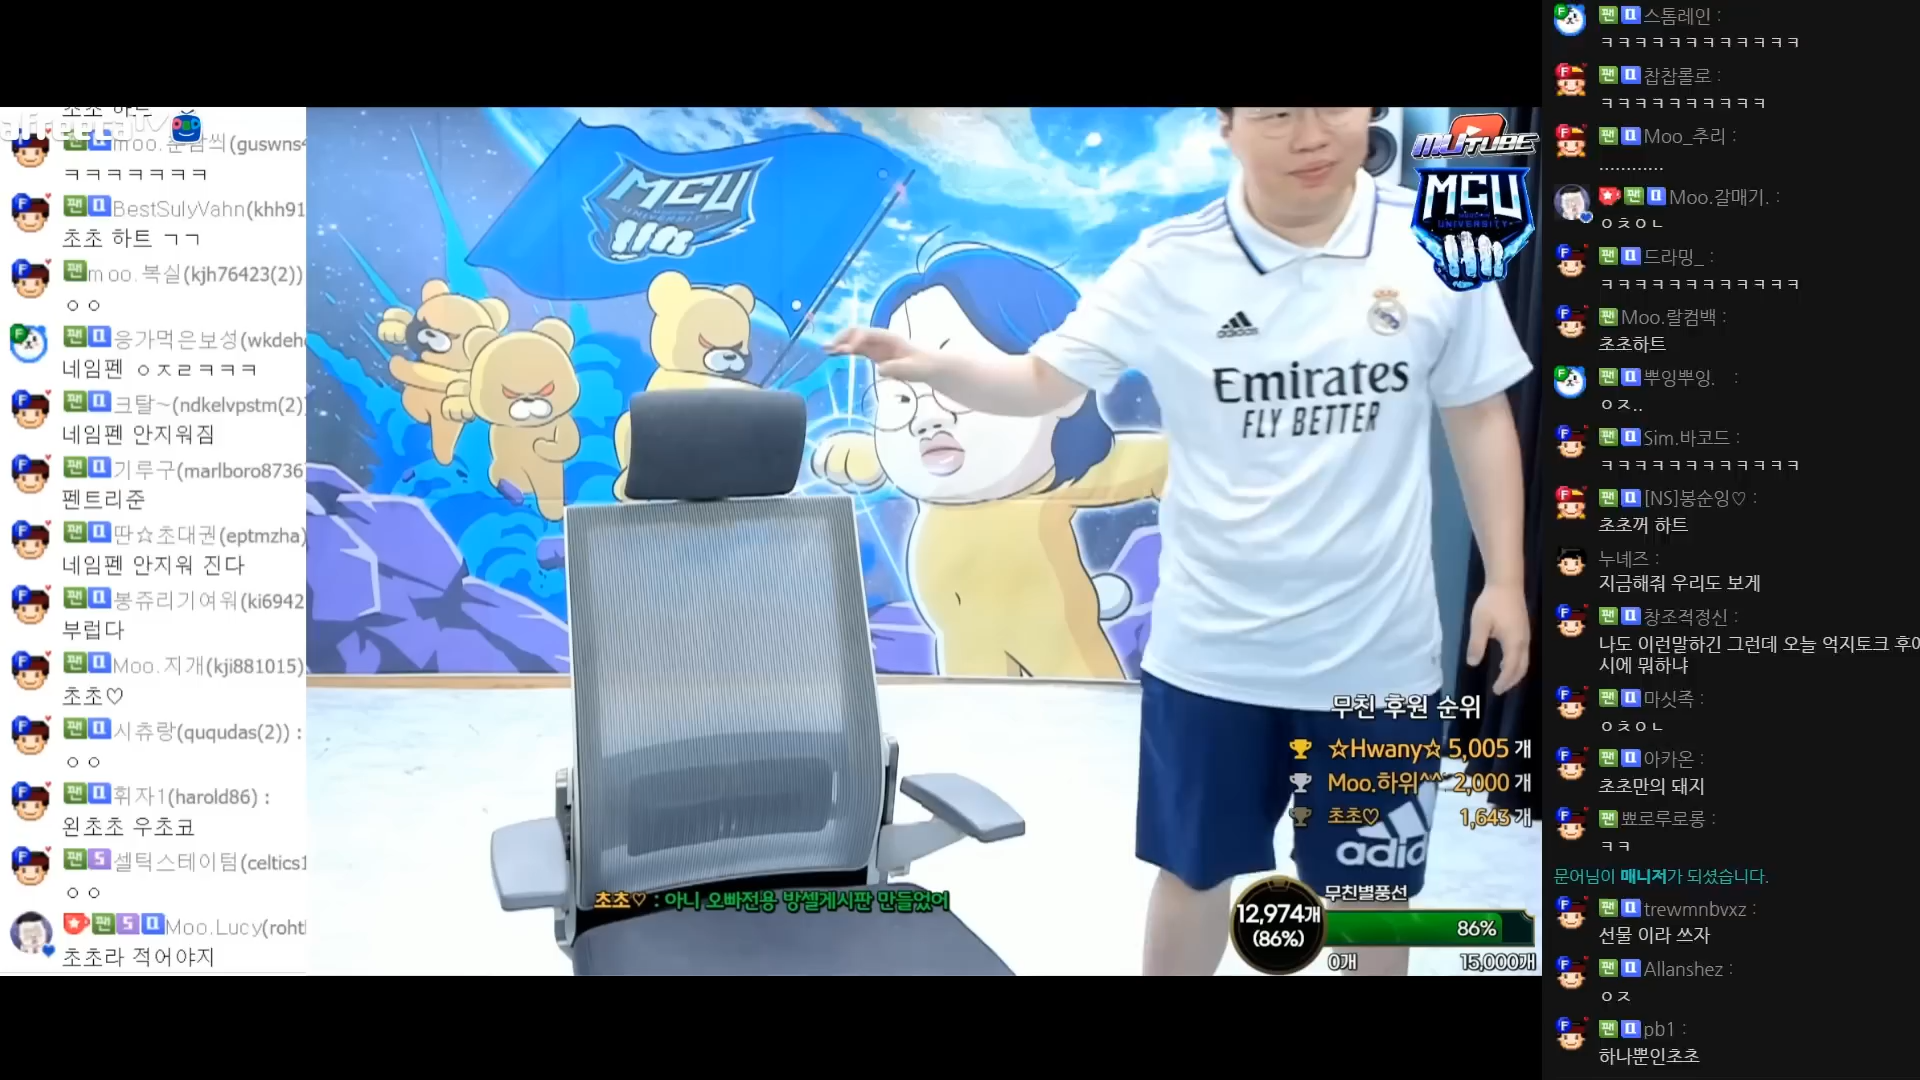 초초 하트
afreecaTV
ㅋㅋㅋㅋㅋㅋㅋ
팬 BestSulyVahn(khh91
초초 하트 ㄱㄱ
팬 moo.복실(kjh76423(2))
ㅇㅇ
팬 응가먹은보성(wkdeh
네임펜 ㅇㅈㄹㅋㅋㅋ
팬 크탈~(ndkelvpstm(2)
네임펜 안지워짐
팬 기루구(marlboro8736
펜트리준
팬 딴☆초대권(eptmzha)
네임펜 안지워 진다
팬 봉쥬리기여워(ki6942
부럽다
팬 Moo.지개(kji881015)
초초♡
팬 시츄랑(ququdas(2)) :
ㅇㅇ
팬 휘자1(harold86) :
왼초초 우초코
팬 S 셀틱스테이텀(celtics1
ㅇㅇ
팬 S Moo.Lucy(roht
초초라 적어야지
MCU
UNIVERSITY
MUTUBE
MCU
UNIVERSITY
adidas
Emirates
FLY BETTER
무친 후원 순위
☆Hwany☆ 5,005 개
Moo.하위^^ 2,000 개
초초♡ 1,643 개
adid
초초♡ : 아니 오빠전용 방셀게시판 만들었어
무친별풍선
12,974개
(86%)
86%
0개 15,000개
팬 스톰레인 :
ㅋㅋㅋㅋㅋㅋㅋㅋㅋㅋㅋㅋ
팬 찹찹롤로 :
ㅋㅋㅋㅋㅋㅋㅋㅋㅋㅋ
팬 Moo_추리 :
............
팬 Moo.갈매기. :
ㅇㅊㅇㄴ
팬 드라밍_ :
ㅋㅋㅋㅋㅋㅋㅋㅋㅋㅋㅋㅋ
팬 Moo.랄컴백 :
초초하트
팬 뿌잉뿌잉. :
ㅇㅈ..
팬 Sim.바코드 :
ㅋㅋㅋㅋㅋㅋㅋㅋㅋㅋㅋㅋ
팬 [NS]봉순잉♡ :
초초꺼 하트
누녜즈 :
지금해줘 우리도 보게
팬 창조적정신 :
나도 이런말하긴 그런데 오늘 억지토크 후에
시에 뭐하냐
팬 마싯족 :
ㅇㅊㅇㄴ
팬 아카온 :
초초만의 돼지
팬 뾰로루로롱 :
ㅋㅋ
문어님이 매니저가 되셨습니다.
팬 trewmnbvxz :
선물 이라 쓰자
팬 Allanshez :
ㅇㅈ
팬 pb1 :
하나뿐인초초